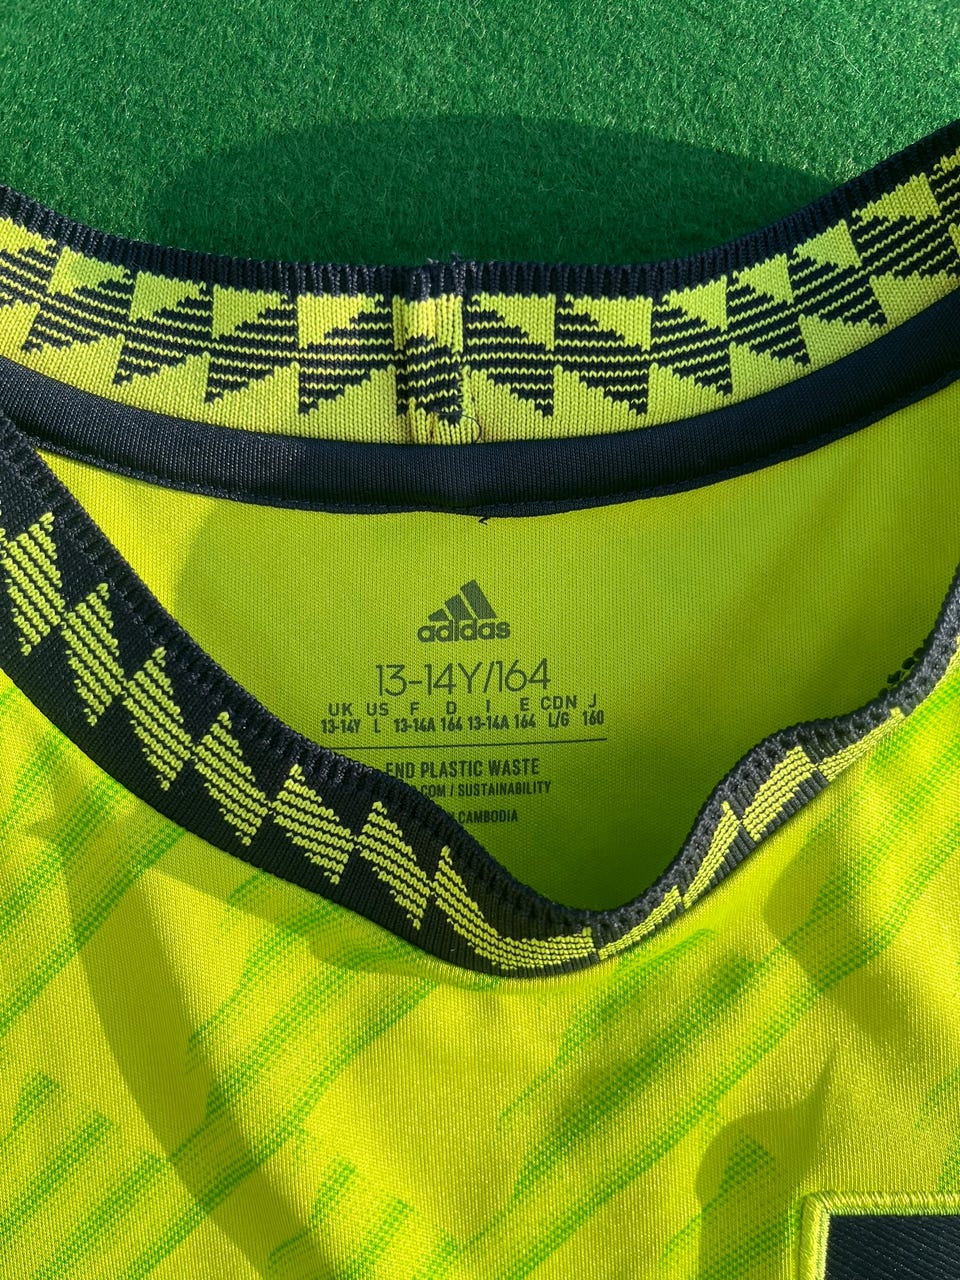 adidas
13-14Y/164
UK US F D I E CDN J
13-14Y L 13-14A 164 13-14A 164 L/G 160
END PLASTIC WASTE
.COM / SUSTAINABILITY
CAMBODIA